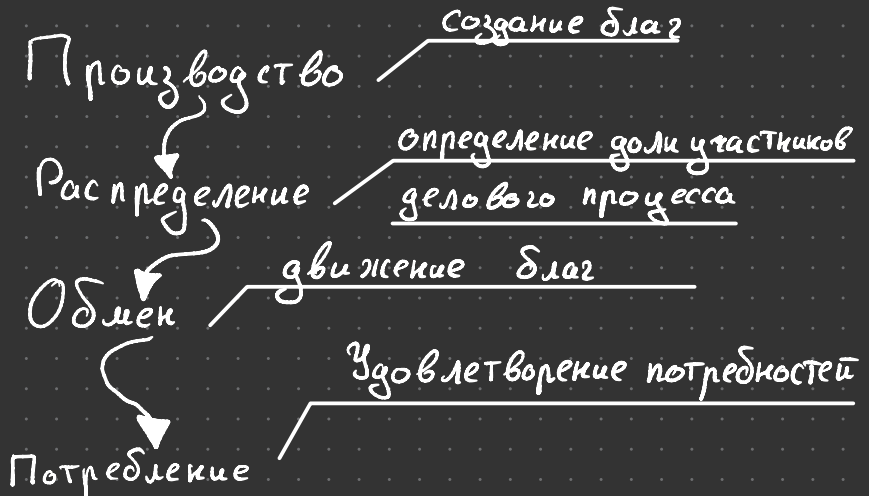 Производство
создание благ
Распределение
определение доли участников
делового процесса
Обмен
движение благ
Потребление
Удовлетворение потребностей